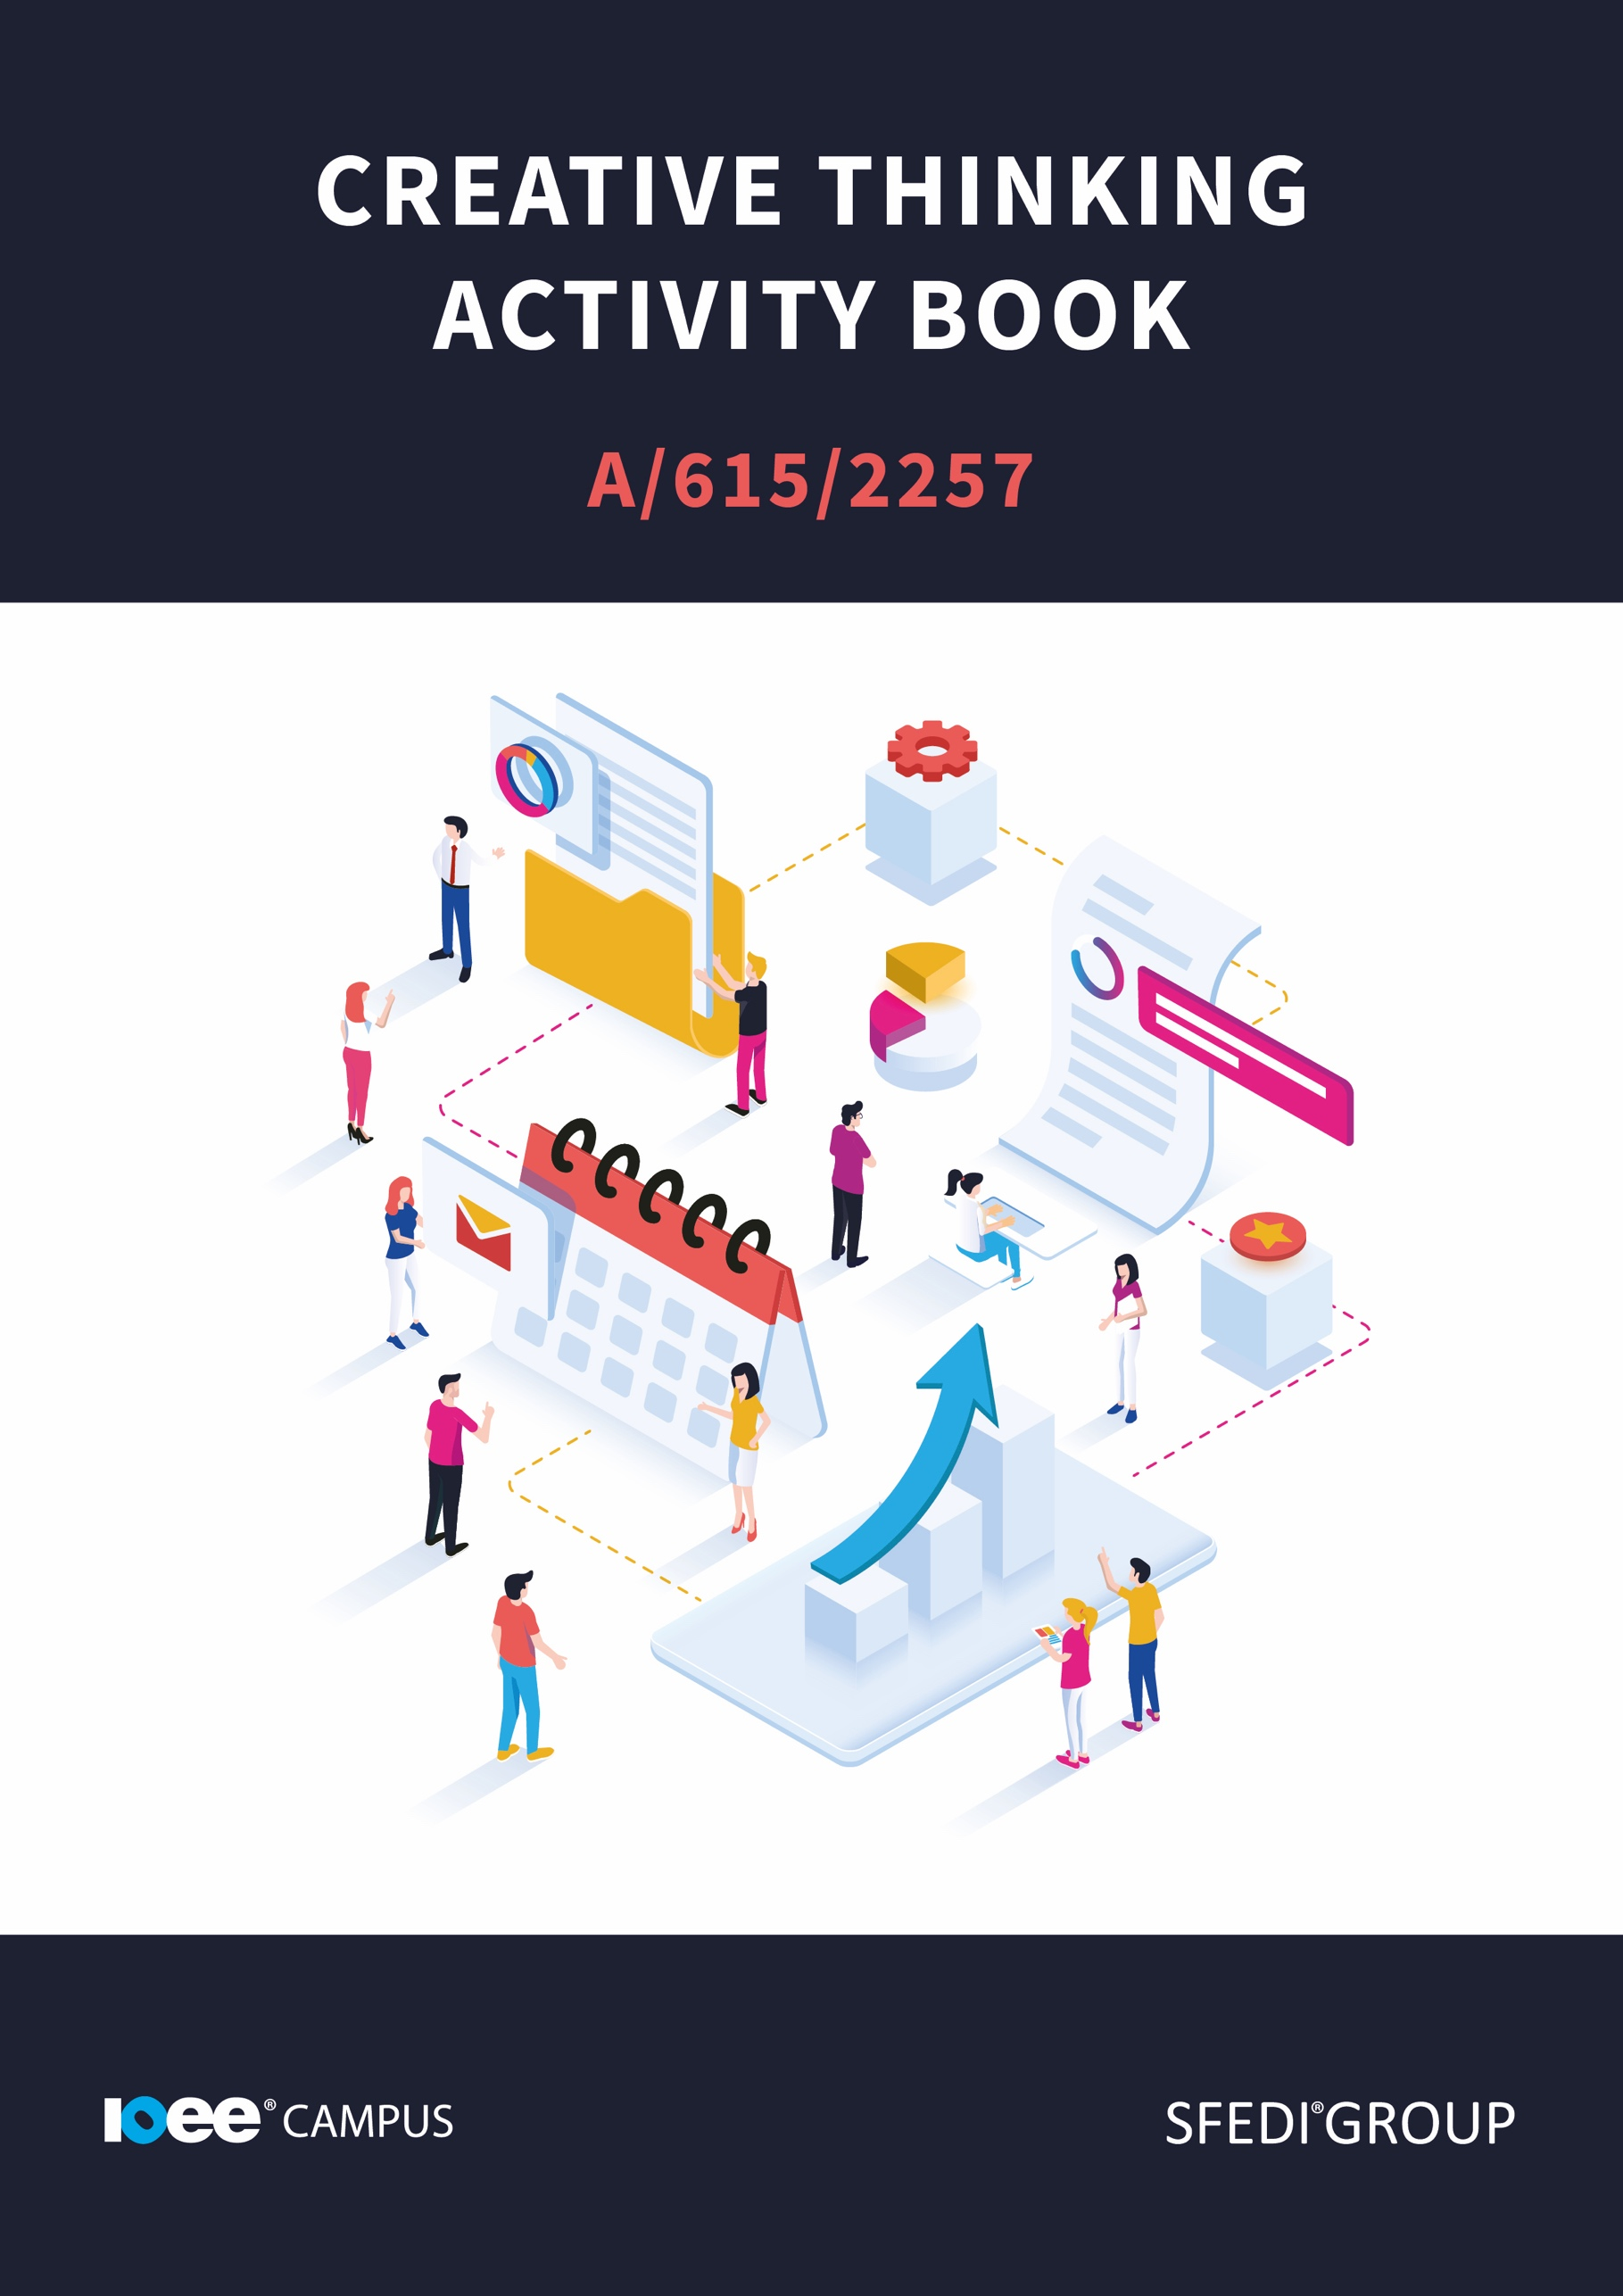 CREATIVE THINKING
ACTIVITY BOOK
A/615/2257
ioee® CAMPUS
SFEDI®GROUP